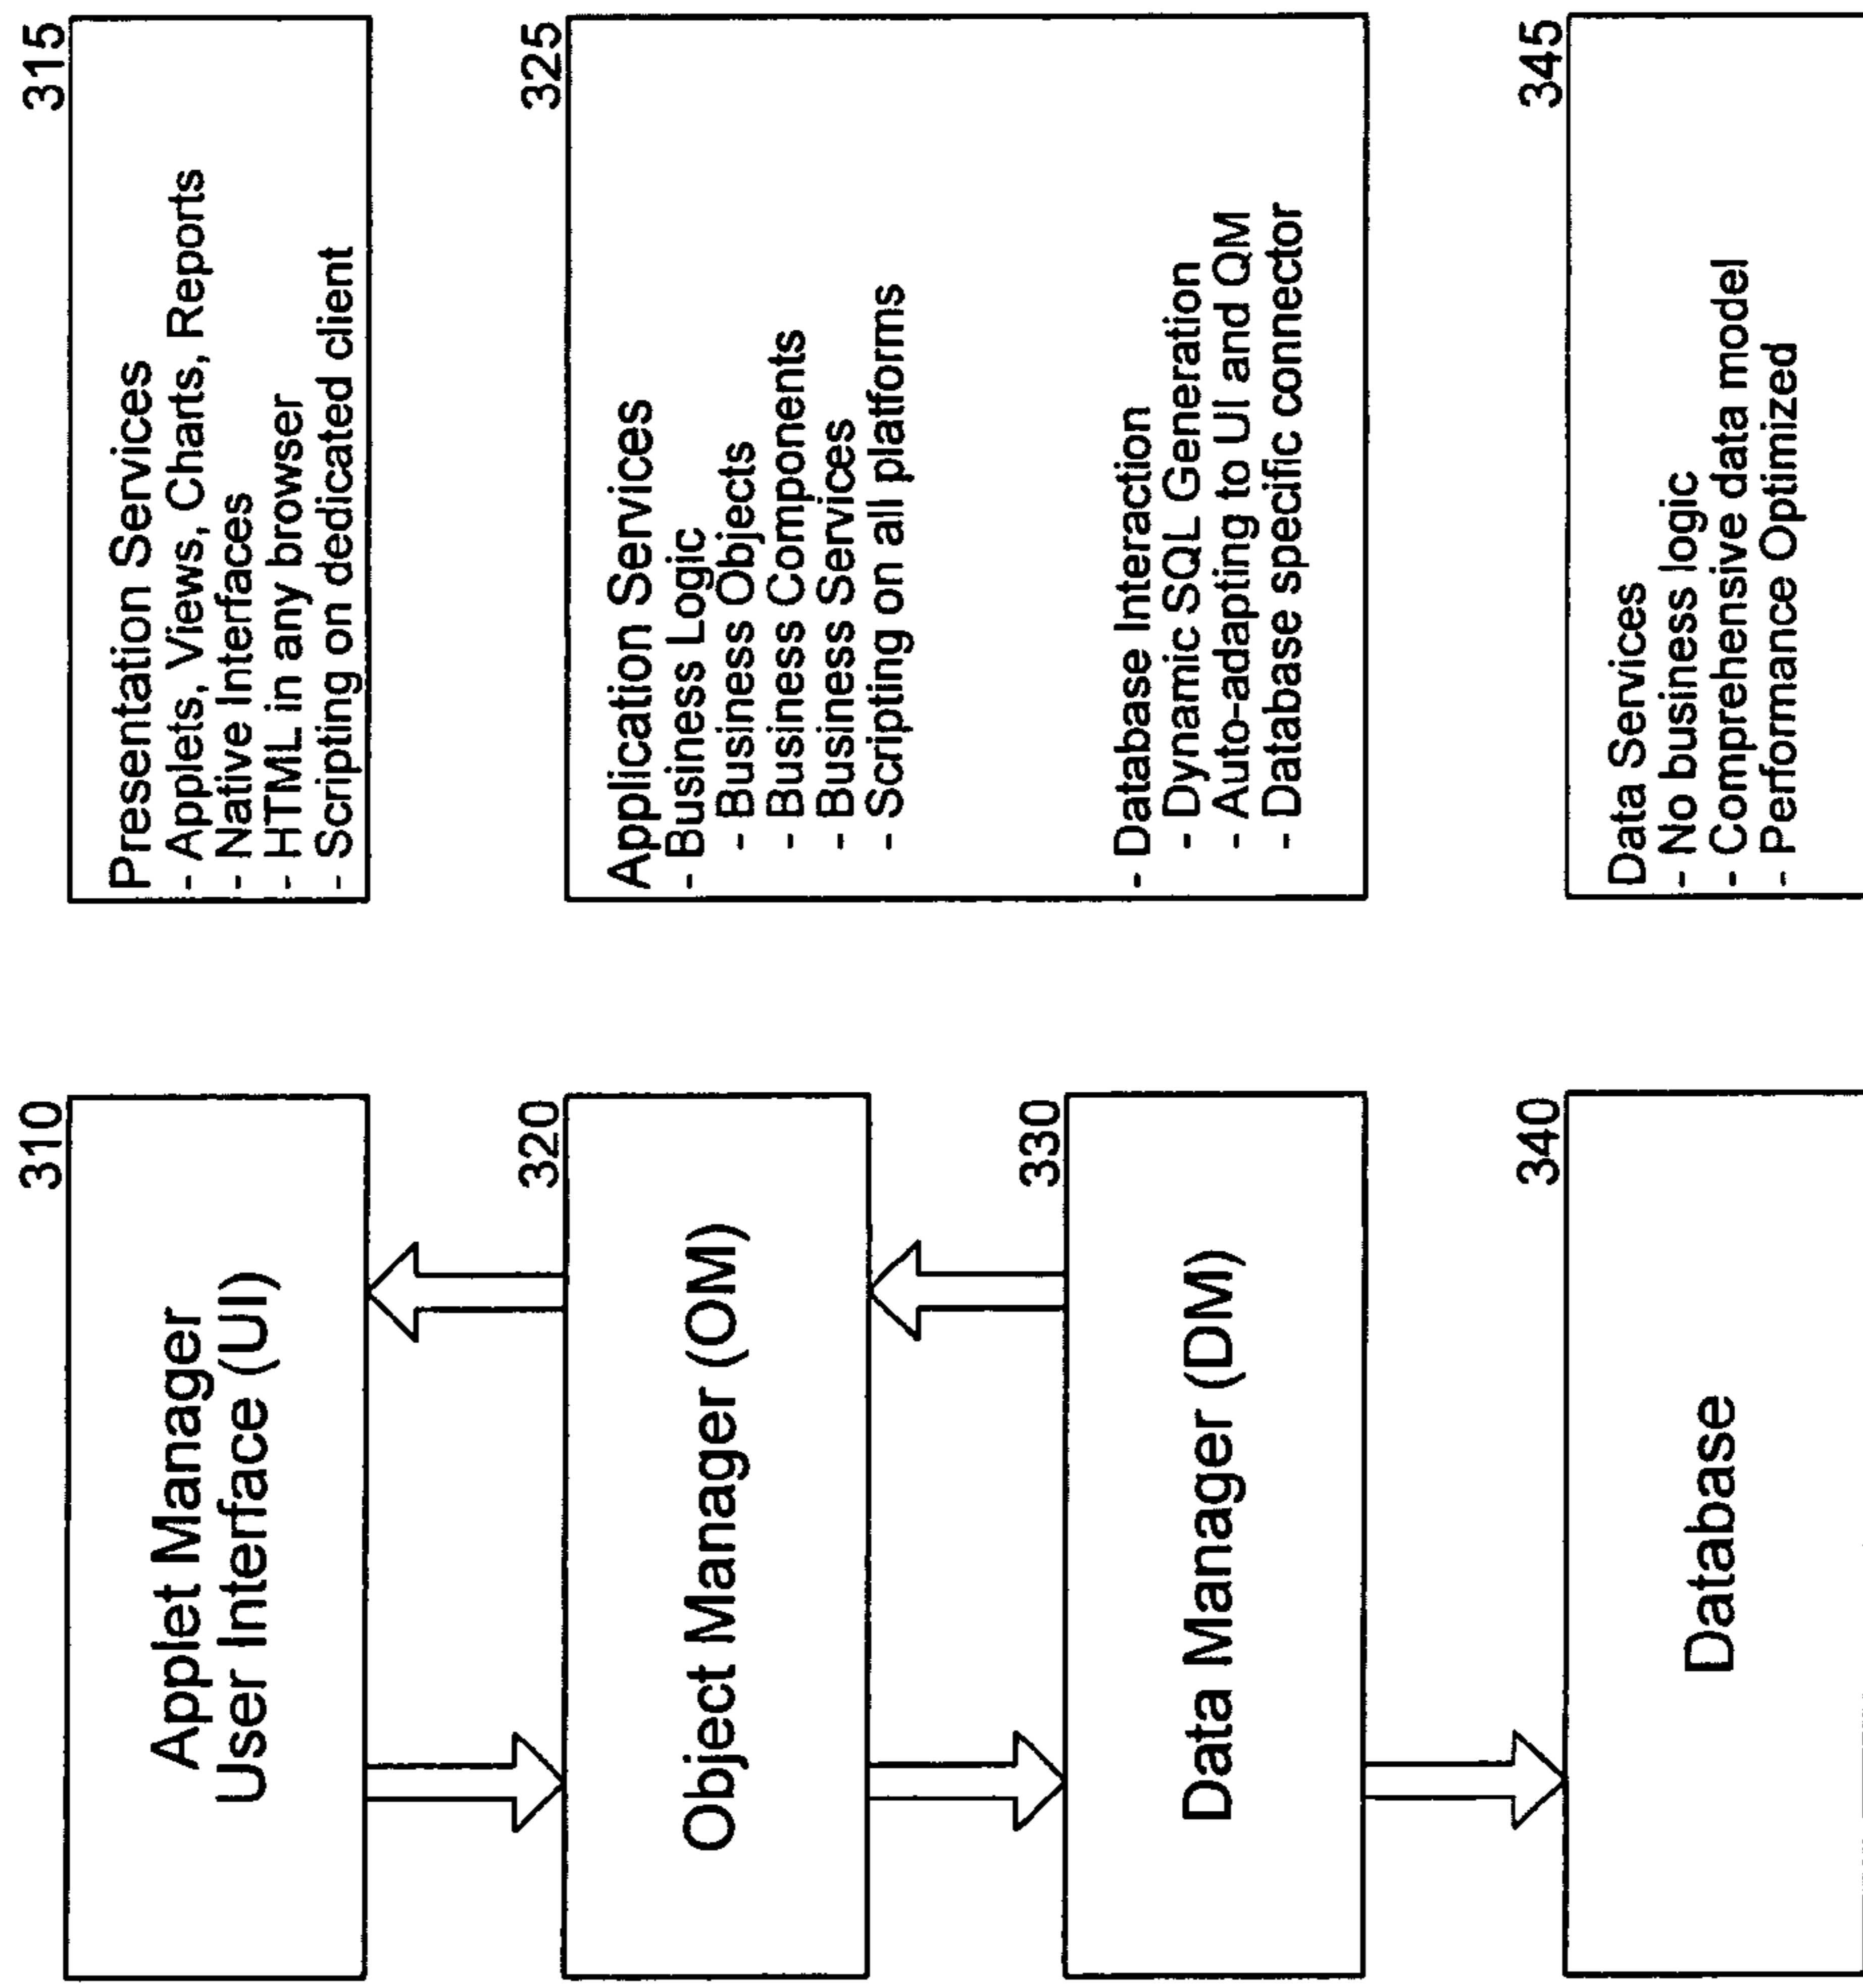 310
Applet Manager
User Interface (UI)
320
Object Manager (OM)
330
Data Manager (DM)
340
Database
315
Presentation Services
- Applets, Views, Charts, Reports
- Native Interfaces
- HTML in any browser
- Scripting on dedicated client
325
Application Services
- Business Logic
- Business Objects
- Business Components
- Business Services
- Scripting on all platforms
- Database Interaction
- Dynamic SQL Generation
- Auto-adapting to UI and QM
- Database specific connector
345
Data Services
- No business logic
- Comprehensive data model
- Performance Optimized